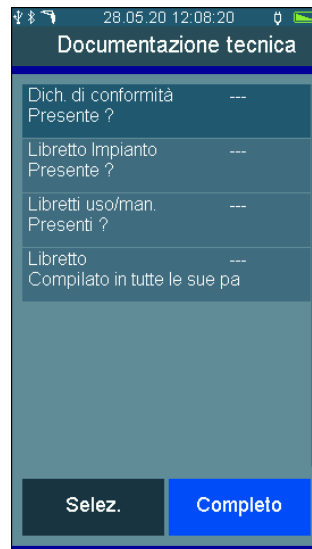 28.05.20 12:08:20
Documentazione tecnica
Dich. di conformità ---
Presente ?
Libretto Impianto ---
Presente ?
Libretti uso/man. ---
Presenti ?
Libretto ---
Compilato in tutte le sue pa
Selez. Completo